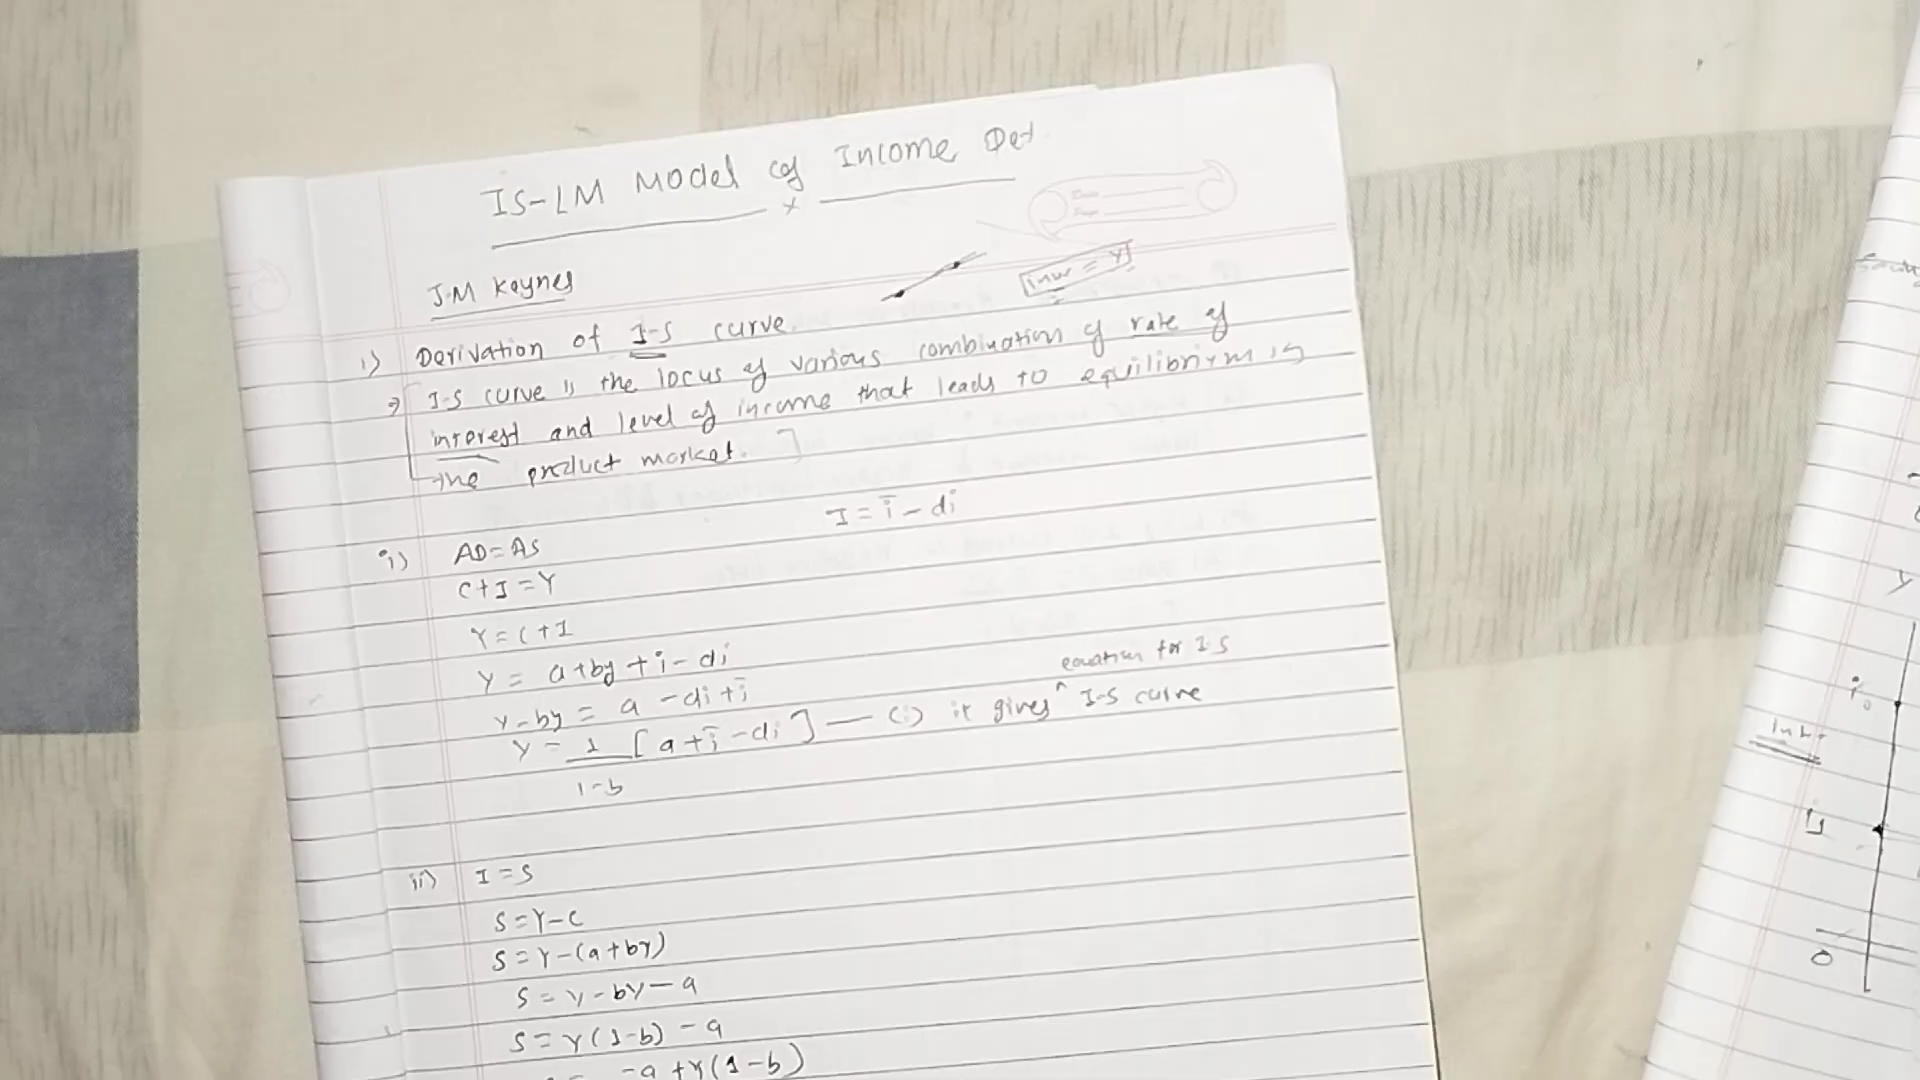 IS-LM Model of Income Det
x
J.M Keynes
[inv = Y]
1) Derivation of I-S curve.
→ I-S curve is the locus of various combination of rate of
interest and level of income that leads to equilibrium in
the product market. ]
I = ī - di
i) AD = AS
C+I = Y
Y = C+I
Y = a+by+i-di
Y-by = a-di+ī
equation for I S
Y = 1 [a+ī-di] — (i) it gives ^ I-S curve
1-b
ii) I = S
S = Y-C
S = Y-(a+bY)
S = Y-bY-a
S = Y(1-b) - a
-a+Y(1-b)
Y
i₀
O